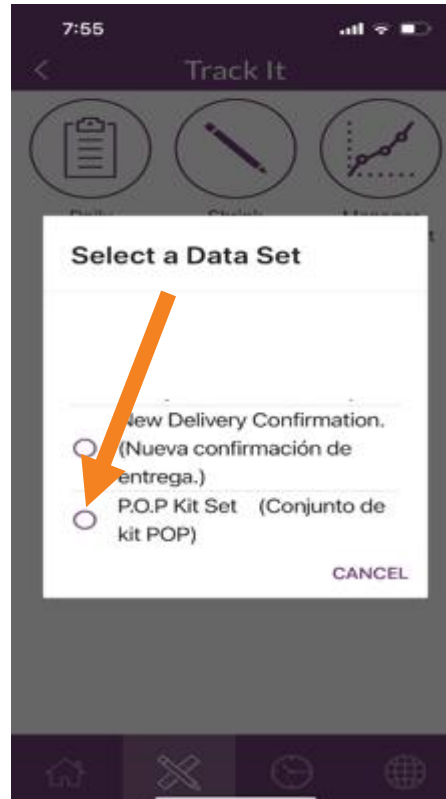 7:55
Track It
Select a Data Set
New Delivery Confirmation.
(Nueva confirmación de
entrega.)
P.O.P Kit Set (Conjunto de
kit POP)
CANCEL